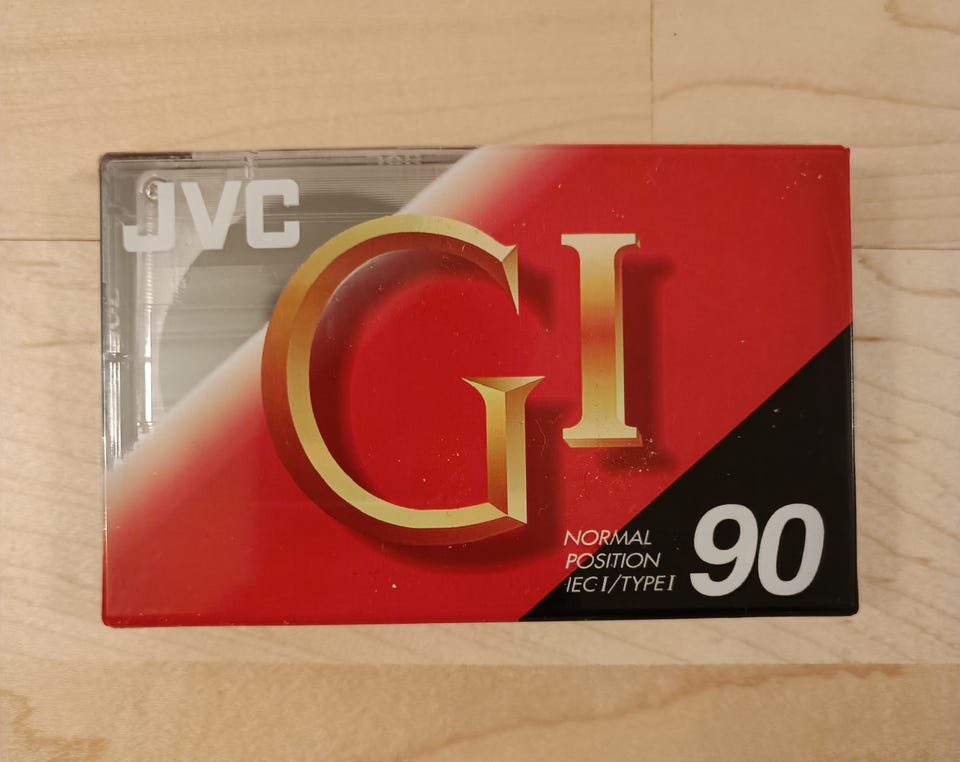 JVC
GI
NORMAL
POSITION
IEC I/TYPE I
90